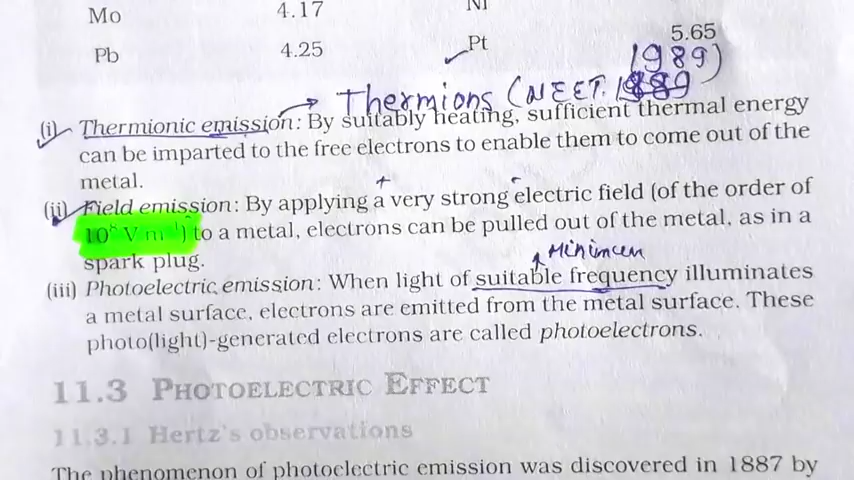 Mo 4.17 Ni
Pb 4.25 Pt 5.65
1989)
Thermions (NEET.
(i) Thermionic emission: By suitably heating, sufficient thermal energy
can be imparted to the free electrons to enable them to come out of the
metal.
(ii) Field emission: By applying a very strong electric field (of the order of
10⁸ V m⁻¹) to a metal, electrons can be pulled out of the metal, as in a
spark plug.
Minimum
(iii) Photoelectric emission: When light of suitable frequency illuminates
a metal surface, electrons are emitted from the metal surface. These
photo(light)-generated electrons are called photoelectrons.
11.3 PHOTOELECTRIC EFFECT
11.3.1 Hertz's observations
The phenomenon of photoelectric emission was discovered in 1887 by